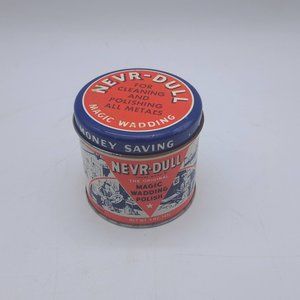 NEVR-DULL
FOR
CLEANING
AND
POLISHING
ALL METALS
MAGIC WADDING
MONEY SAVING
NEVR-DULL
THE ORIGINAL
MAGIC
WADDING
POLISH